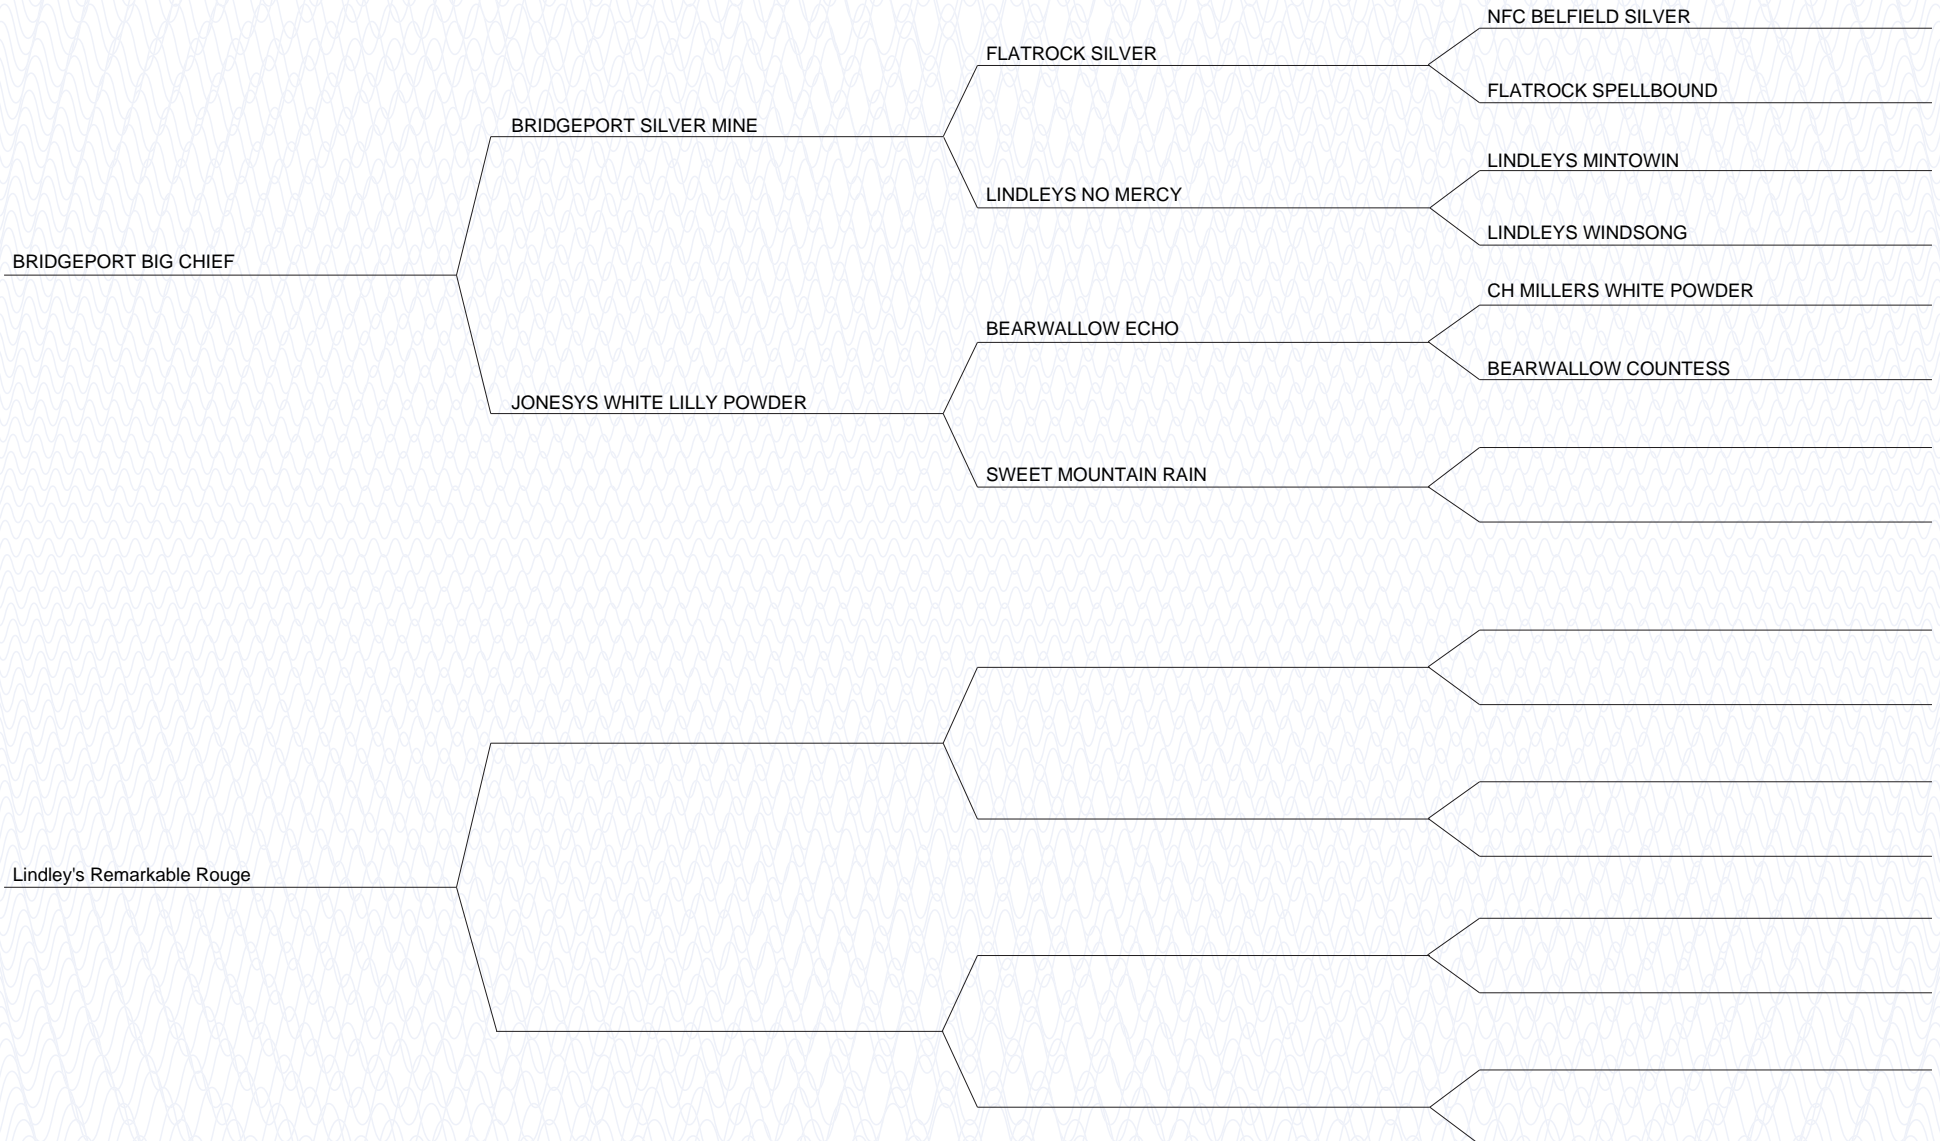 NFC BELFIELD SILVER
FLATROCK SILVER
FLATROCK SPELLBOUND
BRIDGEPORT SILVER MINE
LINDLEYS MINTOWIN
LINDLEYS NO MERCY
LINDLEYS WINDSONG
BRIDGEPORT BIG CHIEF
CH MILLERS WHITE POWDER
BEARWALLOW ECHO
BEARWALLOW COUNTESS
JONESYS WHITE LILLY POWDER
SWEET MOUNTAIN RAIN
Lindley's Remarkable Rouge